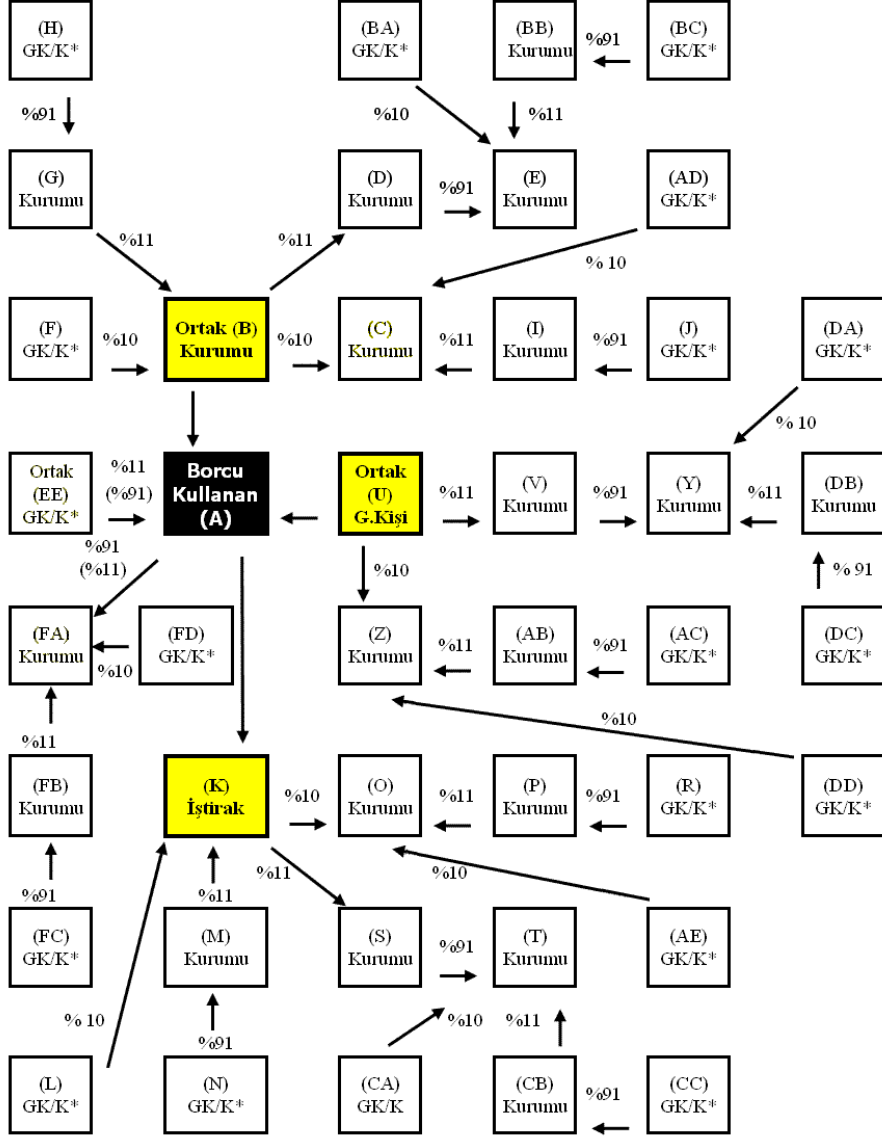 (H)
GK/K*
(BA)
GK/K*
(BB)
Kurumu
%91
(BC)
GK/K*
%91
%10
%11
(G)
Kurumu
(D)
Kurumu
%91
(E)
Kurumu
(AD)
GK/K*
%11
%11
% 10
(F)
GK/K*
%10
Ortak (B)
Kurumu
%10
(C)
Kurumu
%11
(I)
Kurumu
%91
(J)
GK/K*
(DA)
GK/K*
% 10
Ortak
(EE)
GK/K*
%11
(%91)
Borcu
Kullanan
(A)
Ortak
(U)
G.Kişi
%11
(V)
Kurumu
%91
(Y)
Kurumu
%11
(DB)
Kurumu
%91
(%11)
%10
% 91
(FA)
Kurumu
%10
(FD)
GK/K*
(Z)
Kurumu
%11
(AB)
Kurumu
%91
(AC)
GK/K*
(DC)
GK/K*
%11
%10
(FB)
Kurumu
(K)
İştirak
%10
(O)
Kurumu
%11
(P)
Kurumu
%91
(R)
GK/K*
(DD)
GK/K*
%91
%11
%11
%10
(FC)
GK/K*
(M)
Kurumu
(S)
Kurumu
%91
(T)
Kurumu
(AE)
GK/K*
% 10
%91
%10
%11
(L)
GK/K*
(N)
GK/K*
(CA)
GK/K
(CB)
Kurumu
%91
(CC)
GK/K*